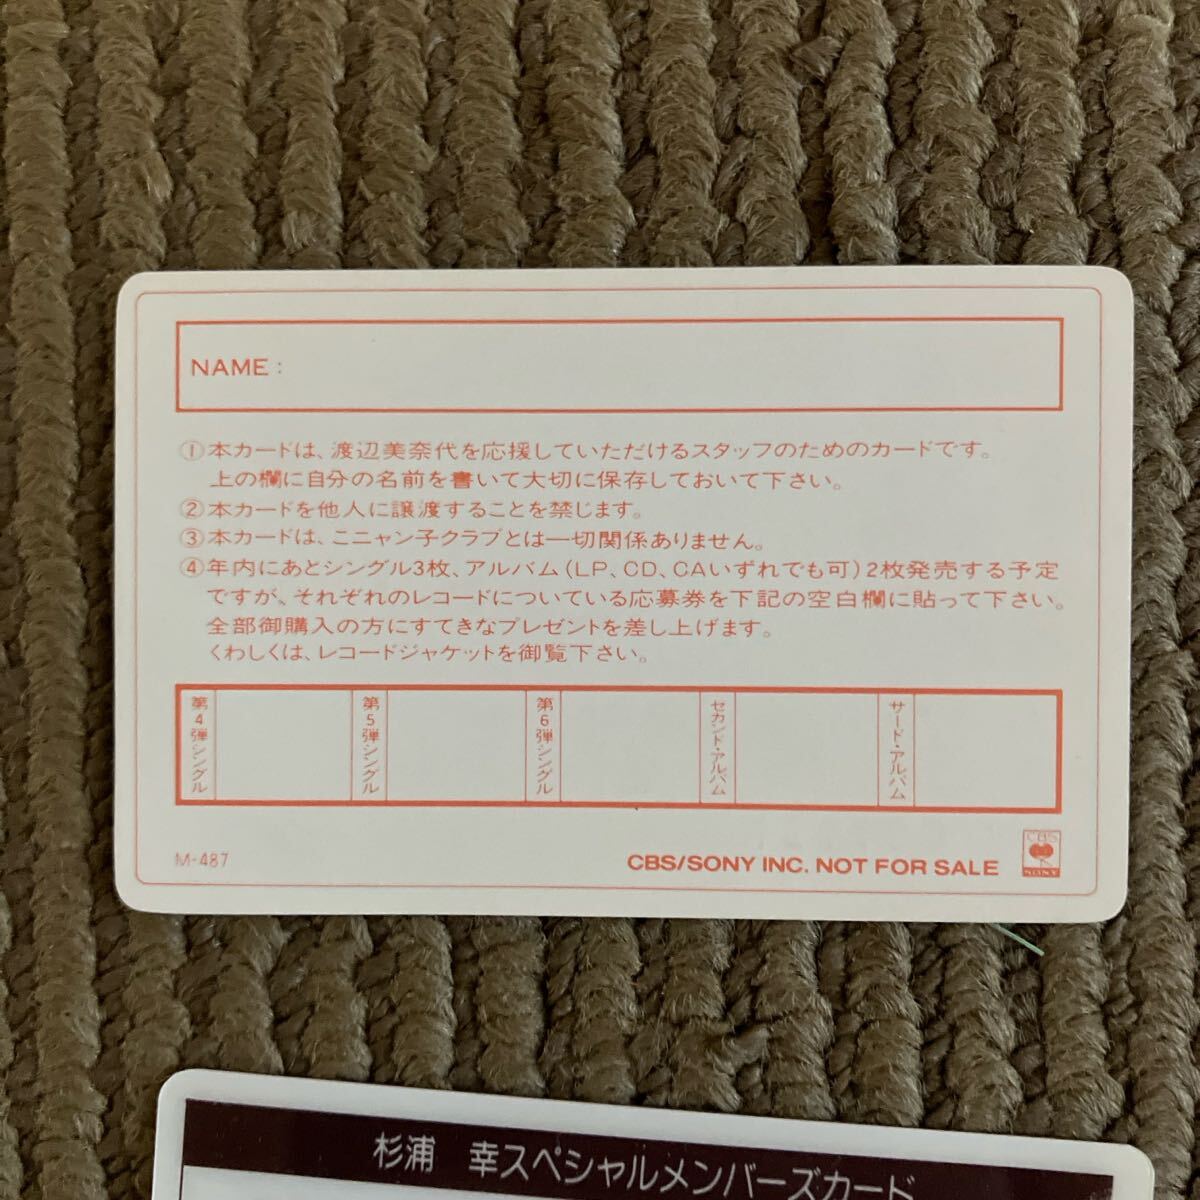 NAME :
①本カードは、渡辺美奈代を応援していただけるスタッフのためのカードです。
上の欄に自分の名前を書いて大切に保存しておいて下さい。
②本カードを他人に譲渡することを禁じます。
③本カードは、こニャン子クラブとは一切関係ありません。
④年内にあとシングル3枚、アルバム(LP、CD、CAいずれでも可)2枚発売する予定
ですが、それぞれのレコードについている応募券を下記の空白欄に貼って下さい。
全部御購入の方にすてきなプレゼントを差し上げます。
くわしくは、レコードジャケットを御覧下さい。
第4弾シングル
第5弾シングル
第6弾シングル
セカンド・アルバム
サード・アルバム
M-487
CBS/SONY INC. NOT FOR SALE
CBS
SONY
杉浦 幸スペシャルメンバーズカード